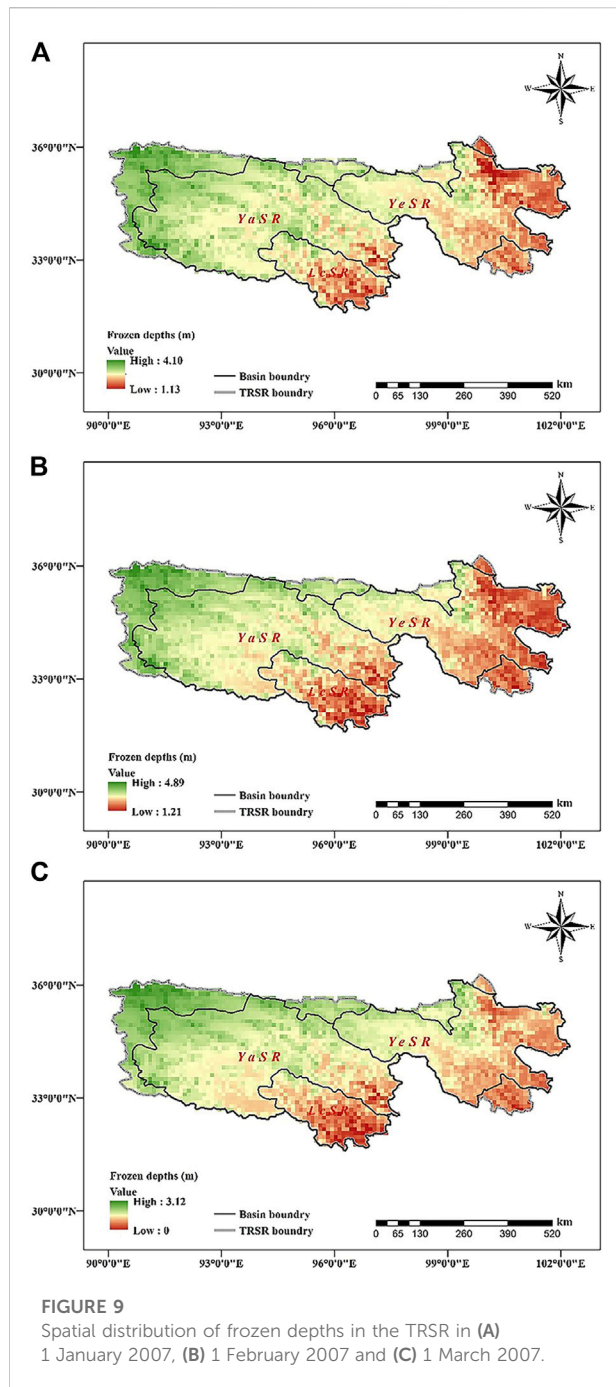 A
N
W
E
S
36°0'0"N
33°0'0"N
30°0'0"N
YaSR
YeSR
LcSR
Frozen depths (m)
Value
High : 4.10
Low : 1.13
Basin boundry
TRSR boundry
km
0 65 130 260 390 520
90°0'0"E 93°0'0"E 96°0'0"E 99°0'0"E 102°0'0"E
B
N
W
E
S
36°0'0"N
33°0'0"N
30°0'0"N
YaSR
YeSR
LcSR
Frozen depths (m)
Value
High : 4.89
Low : 1.21
Basin boundry
TRSR boundry
km
0 65 130 260 390 520
90°0'0"E 93°0'0"E 96°0'0"E 99°0'0"E 102°0'0"E
C
N
W
E
S
36°0'0"N
33°0'0"N
30°0'0"N
YaSR
YeSR
LcSR
Frozen depths (m)
Value
High : 3.12
Low : 0
Basin boundry
TRSR boundry
km
0 65 130 260 390 520
90°0'0"E 93°0'0"E 96°0'0"E 99°0'0"E 102°0'0"E
FIGURE 9
Spatial distribution of frozen depths in the TRSR in (A)
1 January 2007, (B) 1 February 2007 and (C) 1 March 2007.